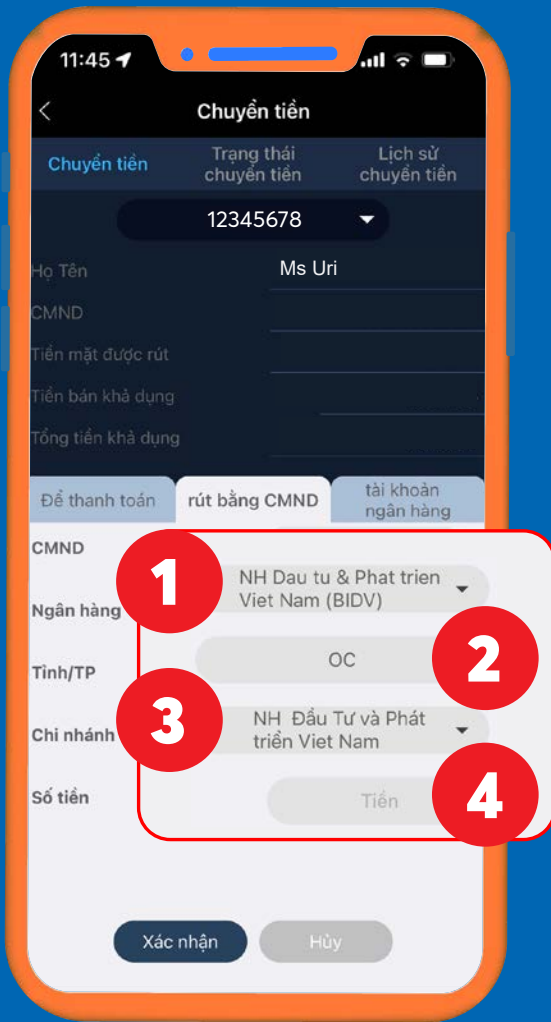 11:45
Chuyển tiền
Chuyển tiền
Trạng thái
chuyển tiền
Lịch sử
chuyển tiền
12345678
Họ Tên
Ms Uri
CMND
Tiền mặt được rút
Tiền bán khả dụng
Tổng tiền khả dụng
Để thanh toán
rút bằng CMND
tài khoản
ngân hàng
CMND
1
NH Dau tu & Phat trien
Viet Nam (BIDV)
Ngân hàng
2
OC
Tỉnh/TP
3
NH Đầu Tư và Phát
triển Viet Nam
Chi nhánh
4
Số tiền
Tiền
Xác nhận
Hủy